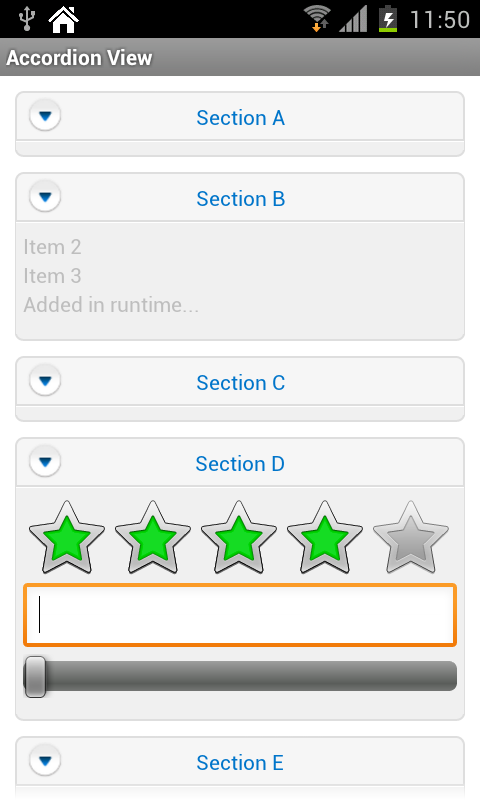 11:50
Accordion View
Section A
Section B
Item 2
Item 3
Added in runtime...
Section C
Section D
Section E